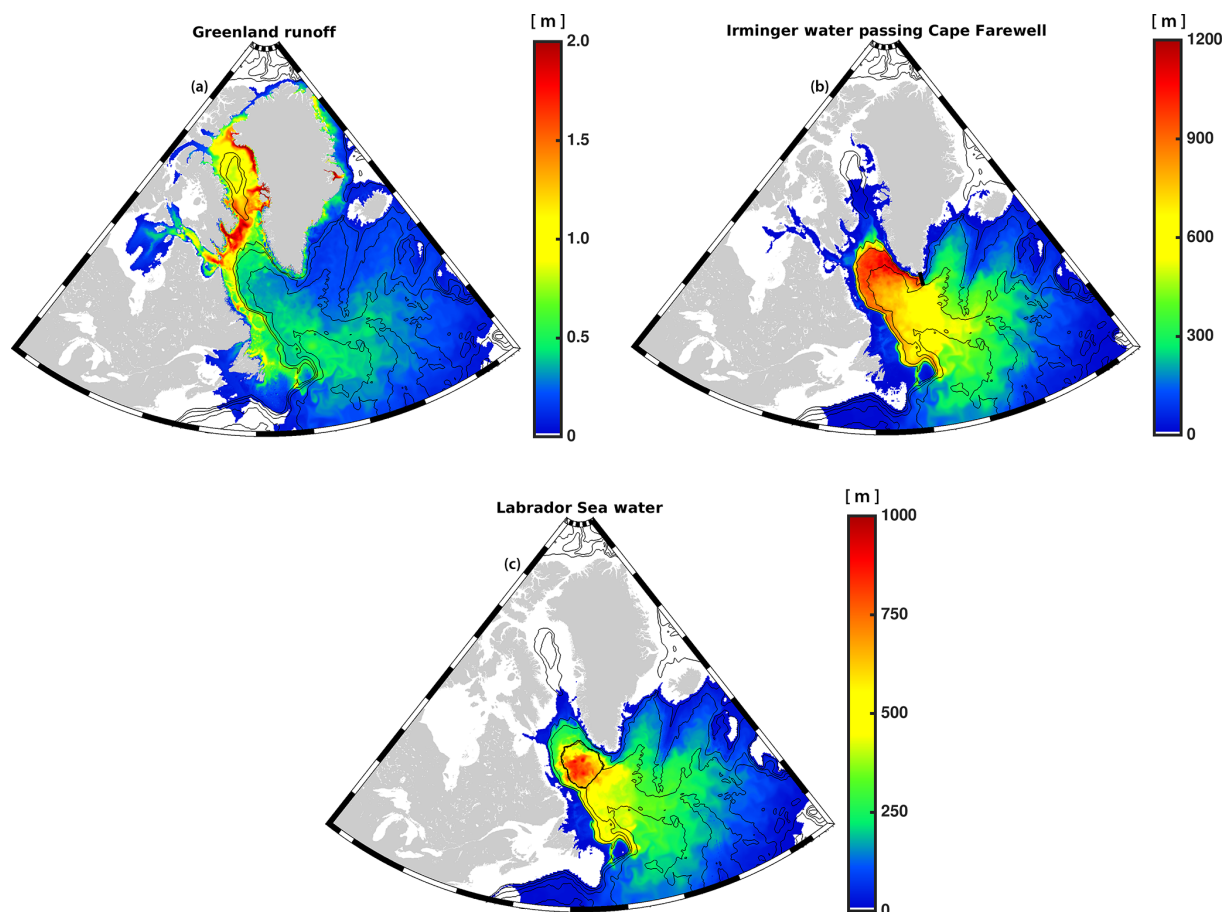 [ m ]
Greenland runoff
2.0
(a)
1.5
1.0
0.5
0
[ m ]
Irminger water passing Cape Farewell
1200
(b)
900
600
300
0
[ m ]
Labrador Sea water
1000
(c)
750
500
250
0